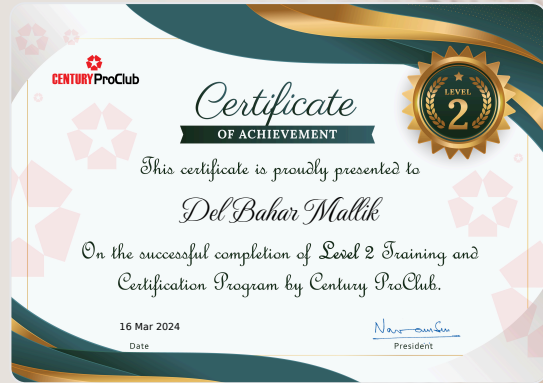 CENTURY ProClub
LEVEL
2
Certificate
OF ACHIEVEMENT
This certificate is proudly presented to
Del Bahar Mallik
On the successful completion of Level 2 Training and
Certification Program by Century ProClub.
16 Mar 2024
Date
President